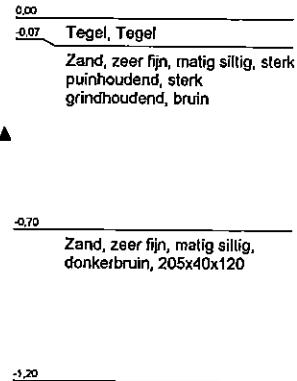 0,00
-0,07 Tegel, Tegel
Zand, zeer fijn, matig siltig, sterk
puinhoudend, sterk
grindhoudend, bruin
-0,70
Zand, zeer fijn, matig siltig,
donkerbruin, 205x40x120
-1,20